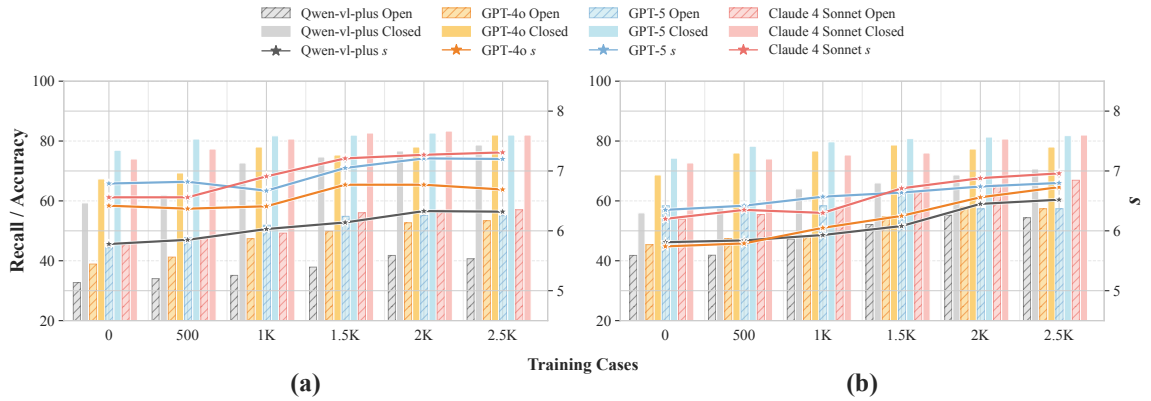 Qwen-vl-plus Open GPT-4o Open GPT-5 Open Claude 4 Sonnet Open
Qwen-vl-plus Closed GPT-4o Closed GPT-5 Closed Claude 4 Sonnet Closed
Qwen-vl-plus s GPT-4o s GPT-5 s Claude 4 Sonnet s
Recall / Accuracy
100
80
60
40
20
8
7
6
5
0 500 1K 1.5K 2K 2.5K
100
80
60
40
20
8
7
6
5
s
0 500 1K 1.5K 2K 2.5K
Training Cases
(a) (b)